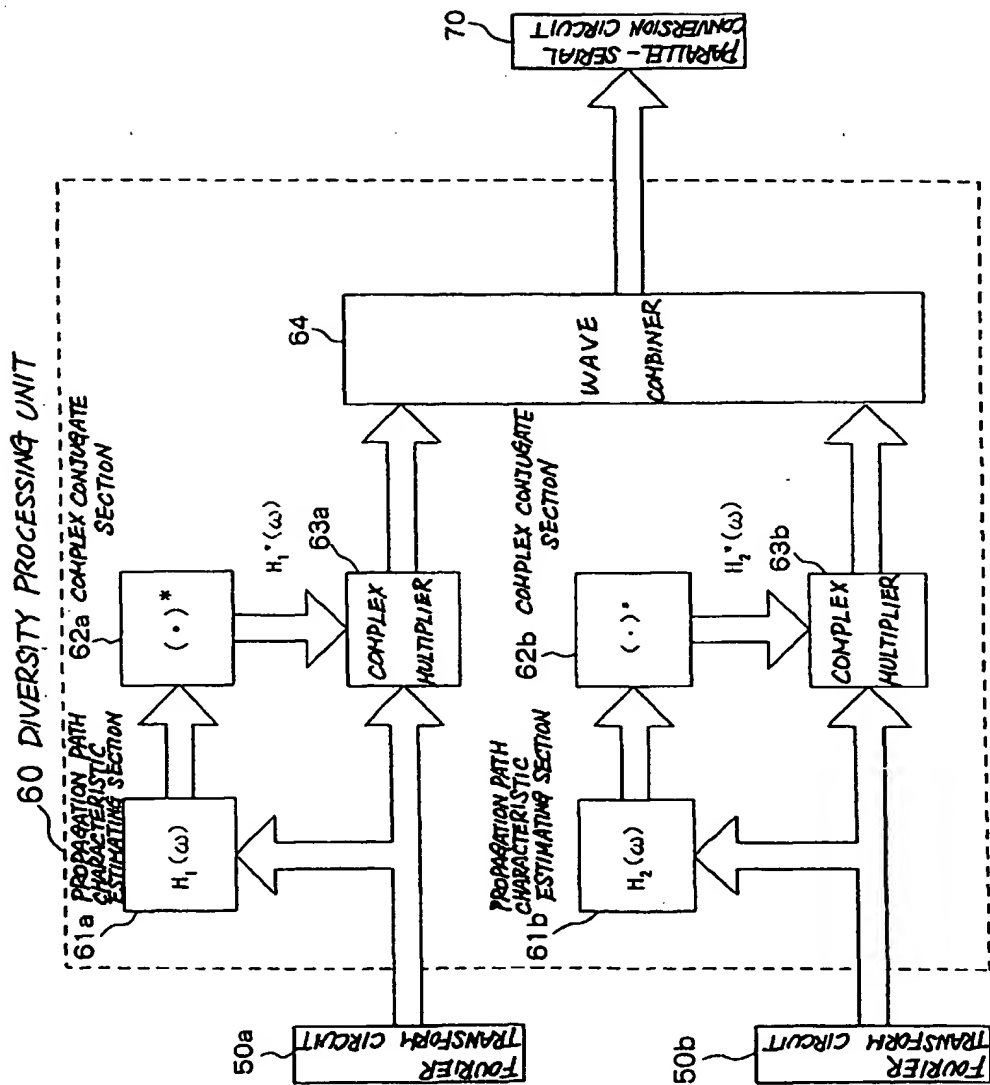 60 DIVERSITY PROCESSING UNIT
61a PROPAGATION PATH
CHARACTERISTIC
ESTIMATING SECTION
H₁(ω)
62a COMPLEX CONJUGATE
SECTION
(・)*
H₁*(ω)
63a
COMPLEX
MULTIPLIER
50a
FOURIER
TRANSFORM CIRCUIT
64
WAVE
COMBINER
70
PARALLEL-SERIAL
CONVERSION CIRCUIT
PROPAGATION PATH
CHARACTERISTIC
61b ESTIMATING SECTION
H₂(ω)
62b COMPLEX CONJUGATE
SECTION
(・)*
H₂*(ω)
63b
COMPLEX
MULTIPLIER
50b
FOURIER
TRANSFORM CIRCUIT